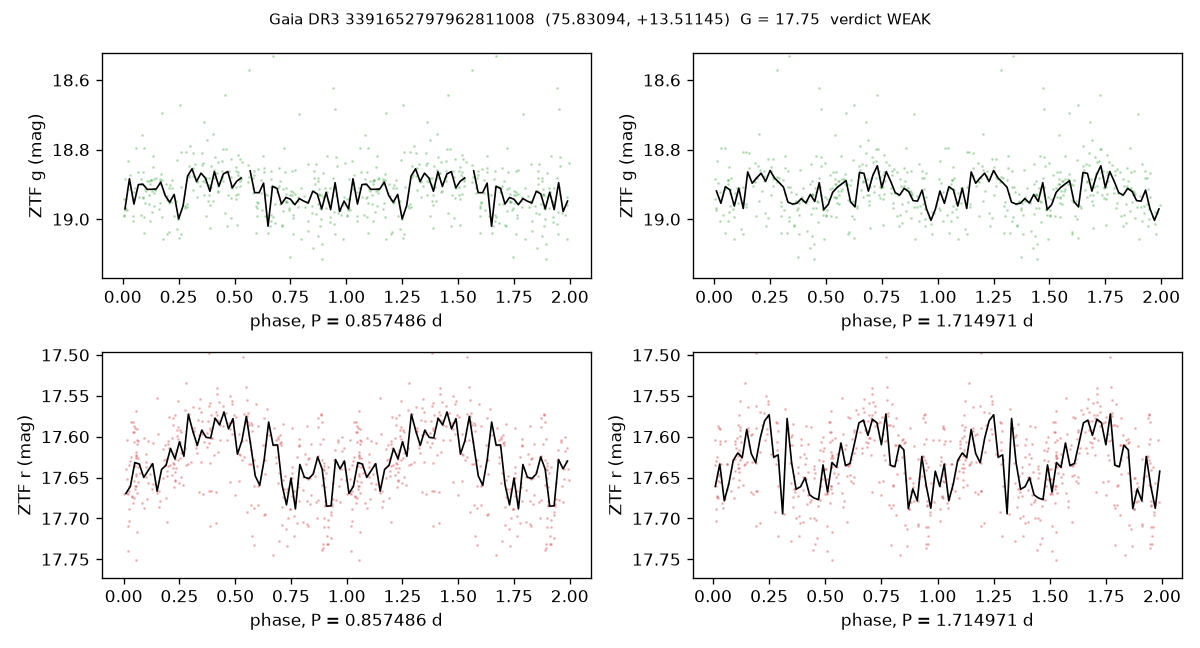 Gaia DR3 3391652797962811008 (75.83094, +13.51145) G = 17.75 verdict WEAK
ZTF g (mag)
18.6
18.8
19.0
0.00 0.25 0.50 0.75 1.00 1.25 1.50 1.75 2.00
phase, P = 0.857486 d
ZTF g (mag)
18.6
18.8
19.0
0.00 0.25 0.50 0.75 1.00 1.25 1.50 1.75 2.00
phase, P = 1.714971 d
ZTF r (mag)
17.50
17.55
17.60
17.65
17.70
17.75
0.00 0.25 0.50 0.75 1.00 1.25 1.50 1.75 2.00
phase, P = 0.857486 d
ZTF r (mag)
17.50
17.55
17.60
17.65
17.70
17.75
0.00 0.25 0.50 0.75 1.00 1.25 1.50 1.75 2.00
phase, P = 1.714971 d